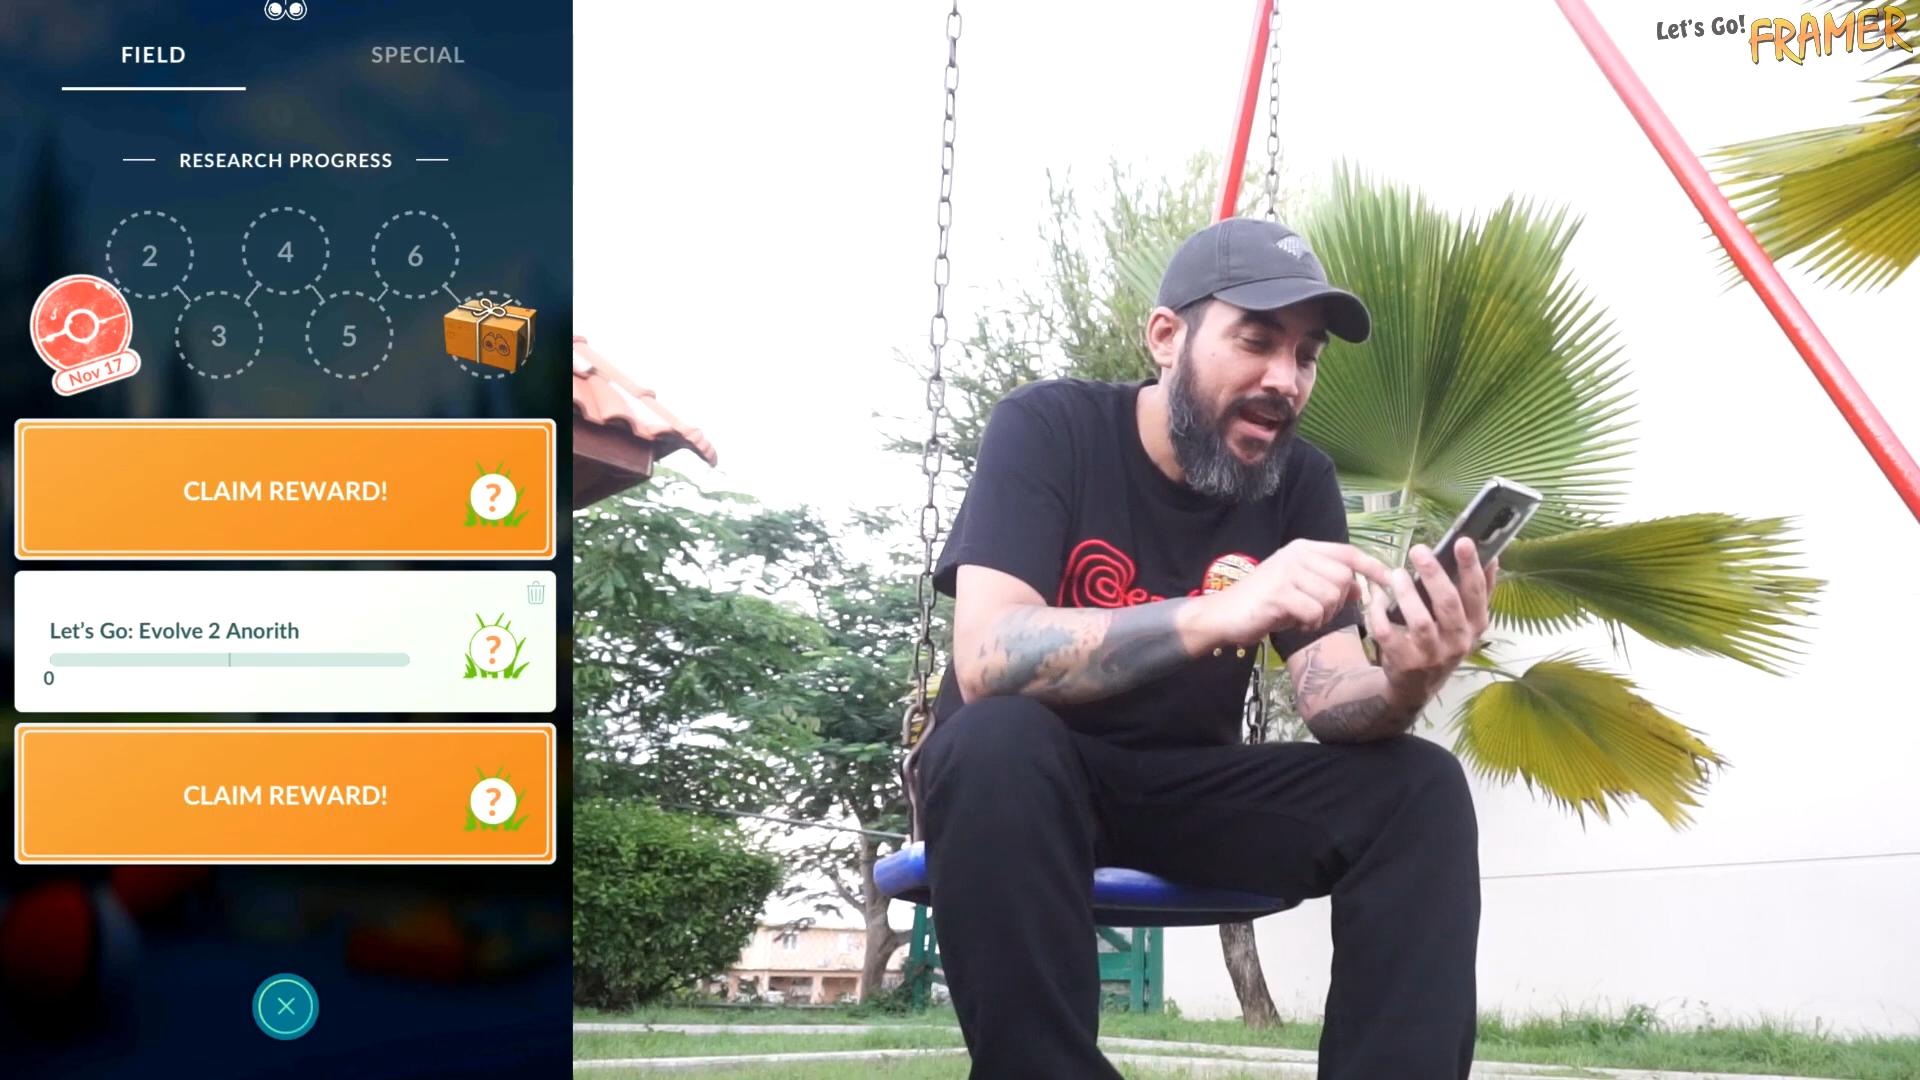 FIELD
SPECIAL
RESEARCH PROGRESS
2
4
6
3
5
Nov 17
CLAIM REWARD!
?
Let's Go: Evolve 2 Anorith
?
0
CLAIM REWARD!
?
Let's Go! FRAMER